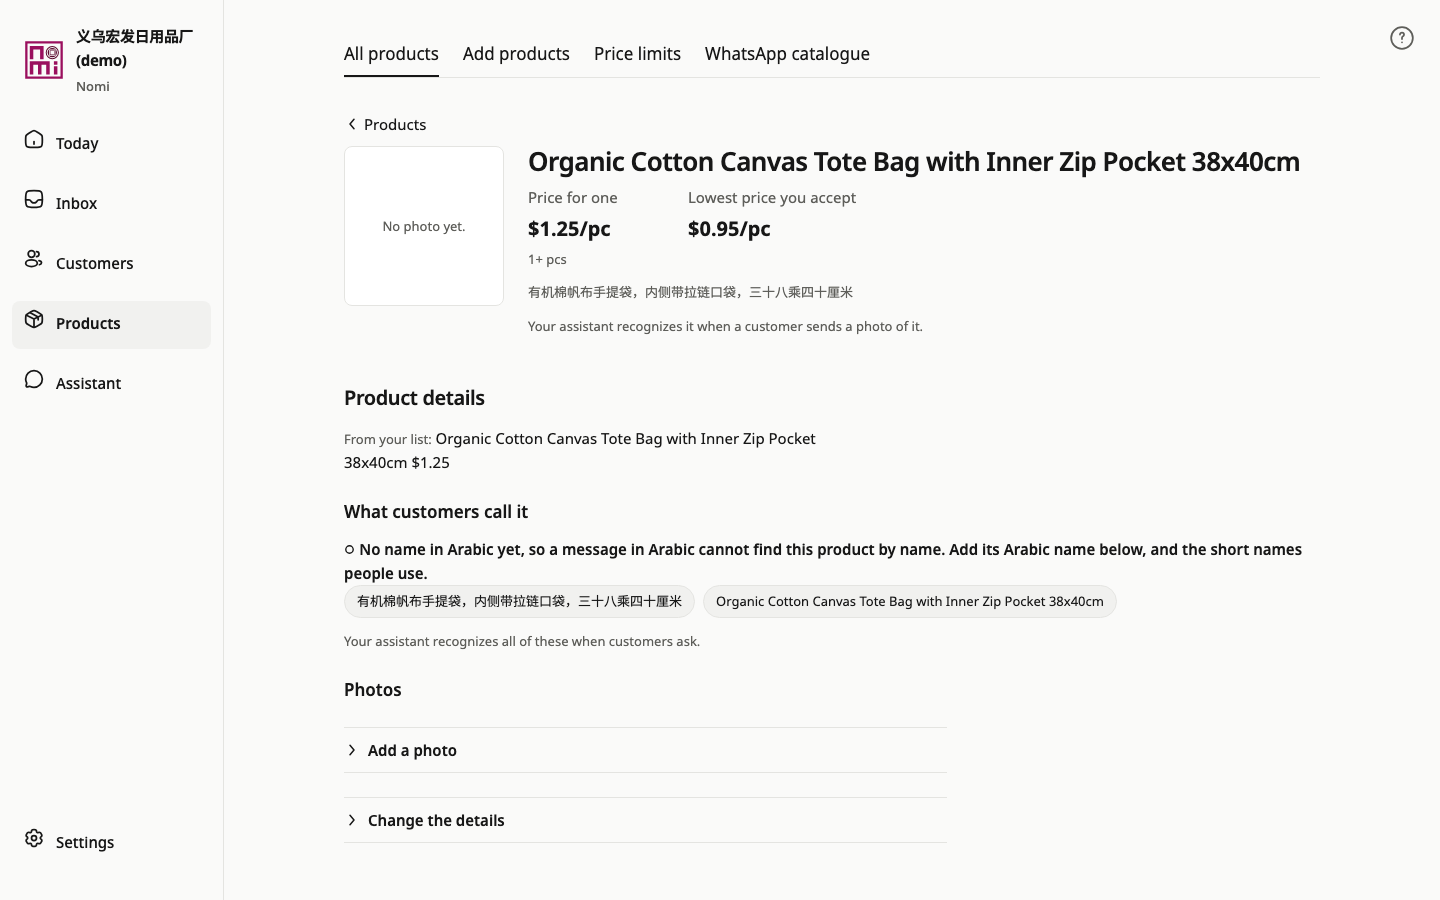 义乌宏发日用品厂
(demo)
Nomi
Today
Inbox
Customers
Products
Assistant
Settings
All products
Add products
Price limits
WhatsApp catalogue
Products
No photo yet.
Organic Cotton Canvas Tote Bag with Inner Zip Pocket 38x40cm
Price for one
Lowest price you accept
$1.25/pc
$0.95/pc
1+ pcs
有机棉帆布手提袋，内侧带拉链口袋，三十八乘四十厘米
Your assistant recognizes it when a customer sends a photo of it.
Product details
From your list: Organic Cotton Canvas Tote Bag with Inner Zip Pocket
38x40cm $1.25
What customers call it
No name in Arabic yet, so a message in Arabic cannot find this product by name. Add its Arabic name below, and the short names
people use.
有机棉帆布手提袋，内侧带拉链口袋，三十八乘四十厘米
Organic Cotton Canvas Tote Bag with Inner Zip Pocket 38x40cm
Your assistant recognizes all of these when customers ask.
Photos
Add a photo
Change the details